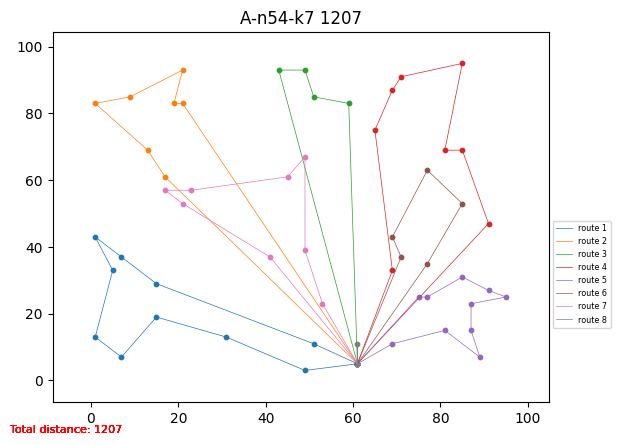 A-n54-k7 1207
100
80
60
40
20
0
0 20 40 60 80 100
route 1
route 2
route 3
route 4
route 5
route 6
route 7
route 8
Total distance: 1207